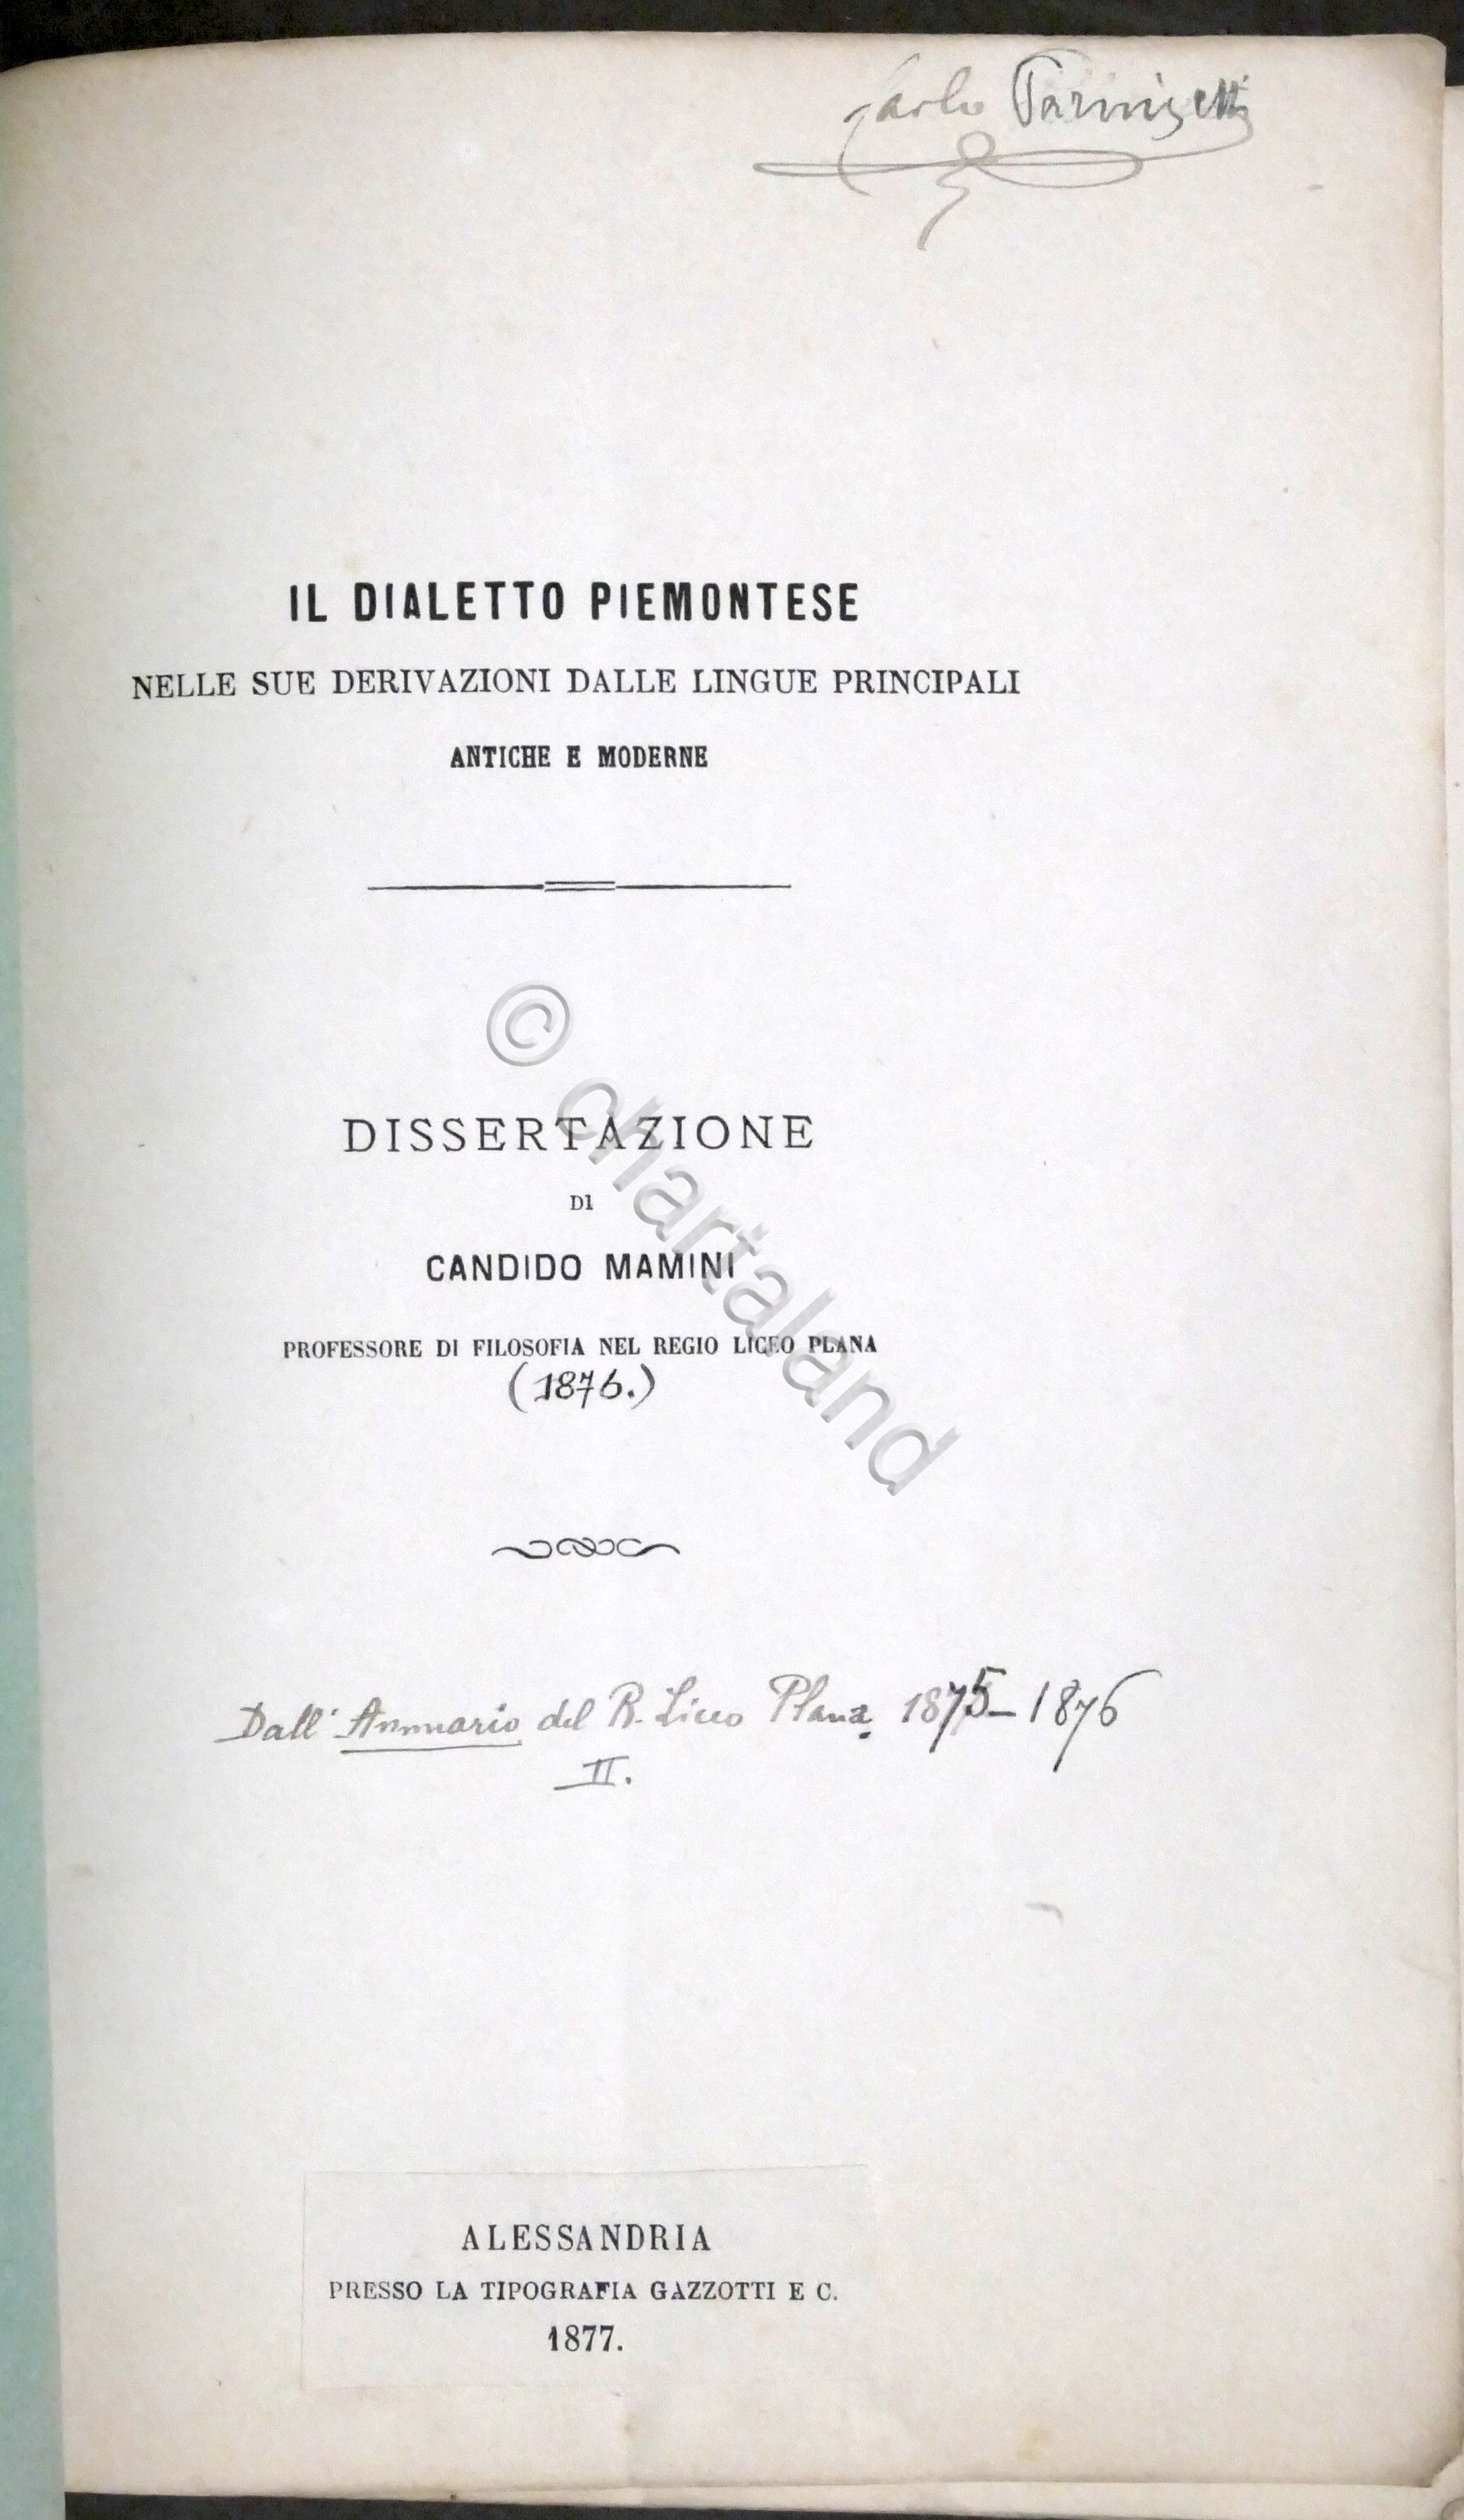 Carlo
IL DIALETTO PIEMONTESE
NELLE SUE DERIVAZIONI DALLE LINGUE PRINCIPALI
ANTICHE E MODERNE
DISSERTAZIONE
DI
CANDIDO MAMINI
PROFESSORE DI FILOSOFIA NEL REGIO LICEO PLANA
(1876.)
Dall' Annuario del R. Liceo Plana 1875-1876
II.
ALESSANDRIA
PRESSO LA TIPOGRAFIA GAZZOTTI E C.
1877.
© chartaland